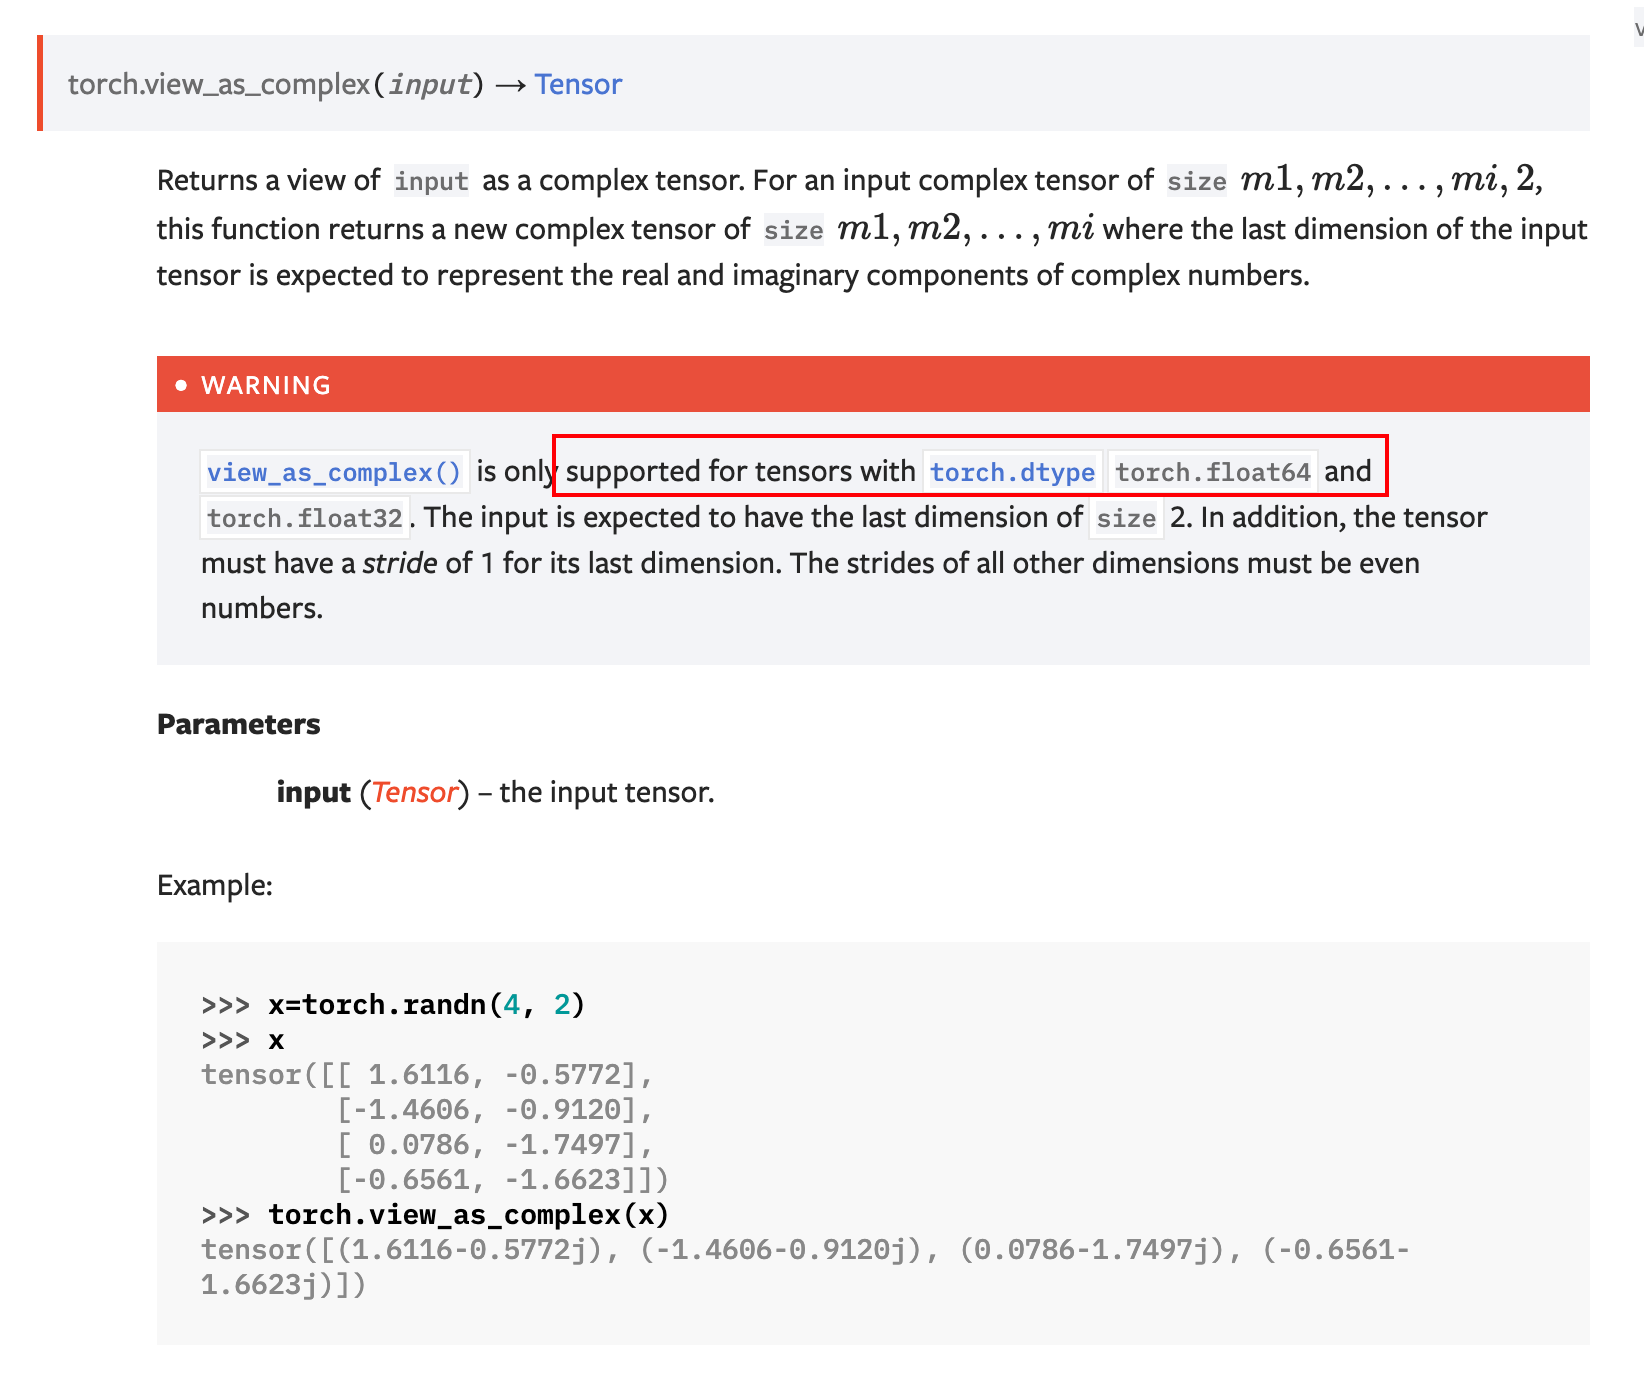 torch.view_as_complex(input) → Tensor
Returns a view of input as a complex tensor. For an input complex tensor of size m1, m2, . . . , mi, 2,
this function returns a new complex tensor of size m1, m2, . . . , mi where the last dimension of the input
tensor is expected to represent the real and imaginary components of complex numbers.
• WARNING
view_as_complex() is only supported for tensors with torch.dtype torch.float64 and
torch.float32. The input is expected to have the last dimension of size 2. In addition, the tensor
must have a stride of 1 for its last dimension. The strides of all other dimensions must be even
numbers.
Parameters
input (Tensor) – the input tensor.
Example:
>>> x=torch.randn(4, 2)
>>> x
tensor([[ 1.6116, -0.5772],
        [-1.4606, -0.9120],
        [ 0.0786, -1.7497],
        [-0.6561, -1.6623]])
>>> torch.view_as_complex(x)
tensor([(1.6116-0.5772j), (-1.4606-0.9120j), (0.0786-1.7497j), (-0.6561-
1.6623j)])